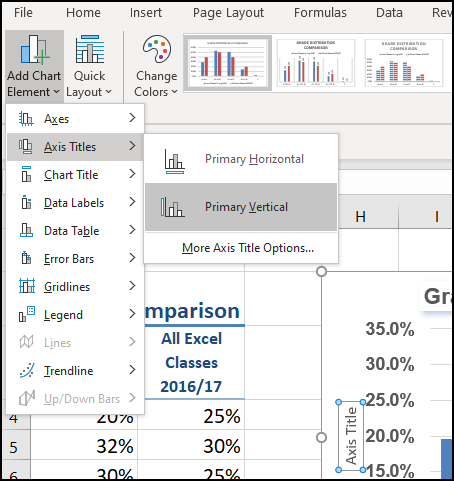 File Home Insert Page Layout Formulas Data Rev
Add Chart Element
Quick Layout
Change Colors
GRADE DISTRIBUTION COMPARISON
GRADE DISTRIBUTION COMPARISON
Axes
Axis Titles
Chart Title
Data Labels
Data Table
Error Bars
Gridlines
Legend
Lines
Trendline
Up/Down Bars
Primary Horizontal
Primary Vertical
More Axis Title Options...
H I
mparison
All Excel
Classes
2016/17
4 20% 25%
5 32% 30%
6 30% 25%
Gra
35.0%
30.0%
25.0%
20.0%
15.0%
Axis Title